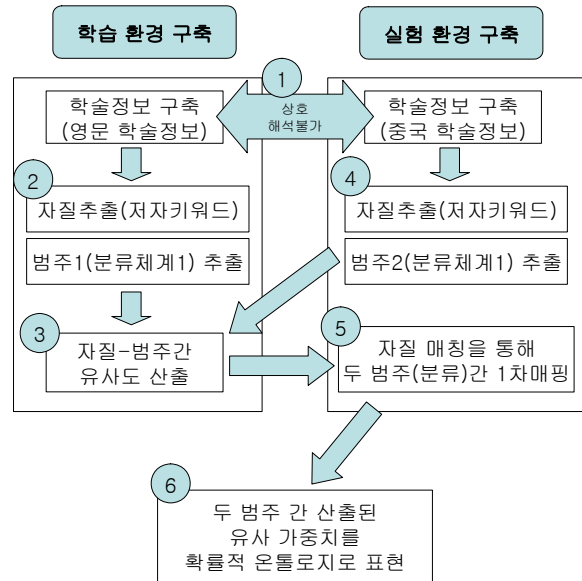 학습 환경 구축
실험 환경 구축
1
상호
해석불가
학술정보 구축
(영문 학술정보)
학술정보 구축
(중국 학술정보)
2
자질추출(저자키워드)
범주1(분류체계1) 추출
4
자질추출(저자키워드)
범주2(분류체계1) 추출
3
자질-범주간
유사도 산출
5
자질 매칭을 통해
두 범주(분류)간 1차매핑
6
두 범주 간 산출된
유사 가중치를
확률적 온톨로지로 표현